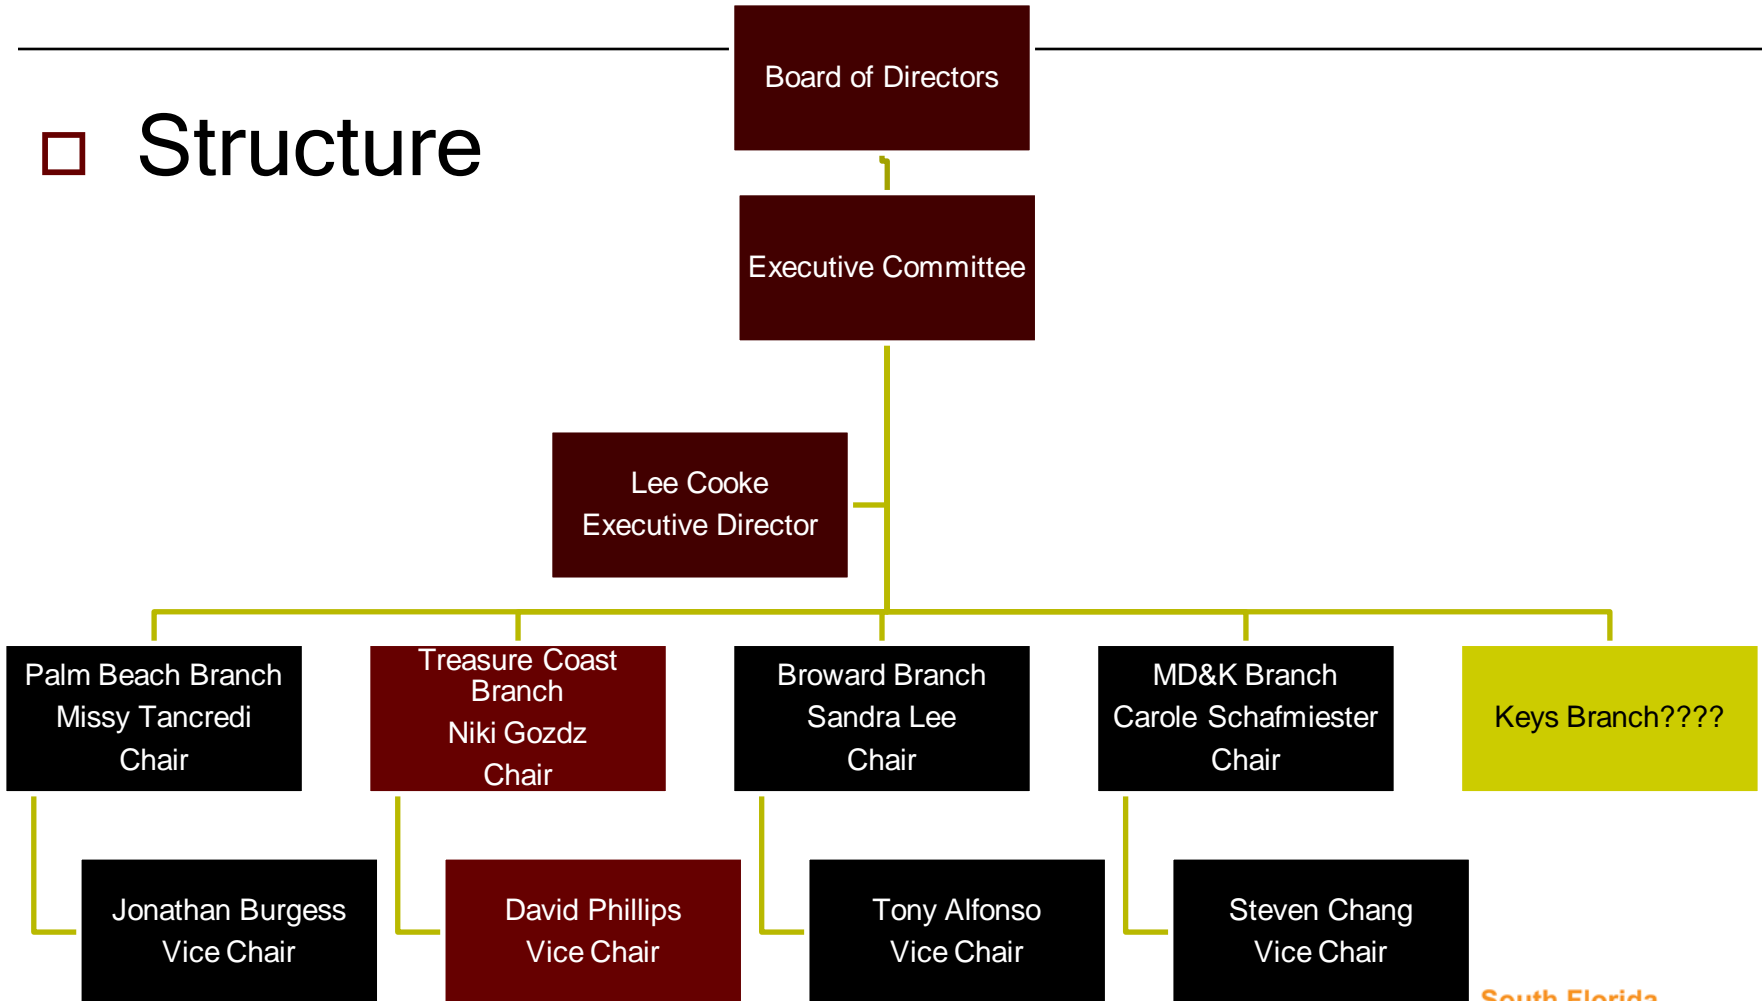 Board of Directors
Structure
Executive Committee
Lee Cooke
Executive Director
Palm Beach Branch
Missy Tancredi
Chair
Treasure Coast
Branch
Niki Gozdz
Chair
Broward Branch
Sandra Lee
Chair
MD&K Branch
Carole Schafmiester
Chair
Keys Branch????
Jonathan Burgess
Vice Chair
David Phillips
Vice Chair
Tony Alfonso
Vice Chair
Steven Chang
Vice Chair
South Florida